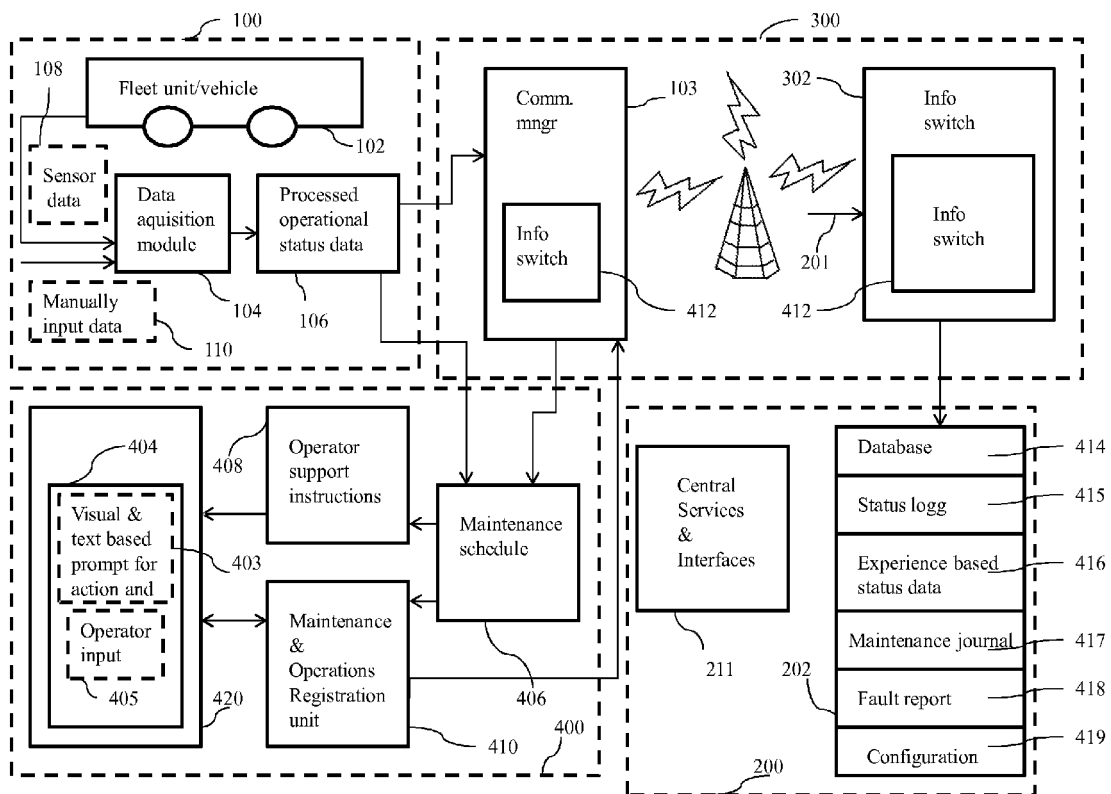 100
108
Fleet unit/vehicle
102
Sensor
data
Data
aquisition
module
104
Processed
operational
status data
106
Manually
input data
110
300
Comm.
mngr
103
Info
switch
412
201
302
Info
switch
Info
switch
412
404
Visual &
text based
prompt for
action and
403
Operator
input
405
420
408
Operator
support
instructions
Maintenance
&
Operations
Registration
unit
410
Maintenance
schedule
406
400
Central
Services
&
Interfaces
211
202
Database
414
Status logg
415
Experience based
status data
416
Maintenance journal
417
Fault report
418
Configuration
419
200